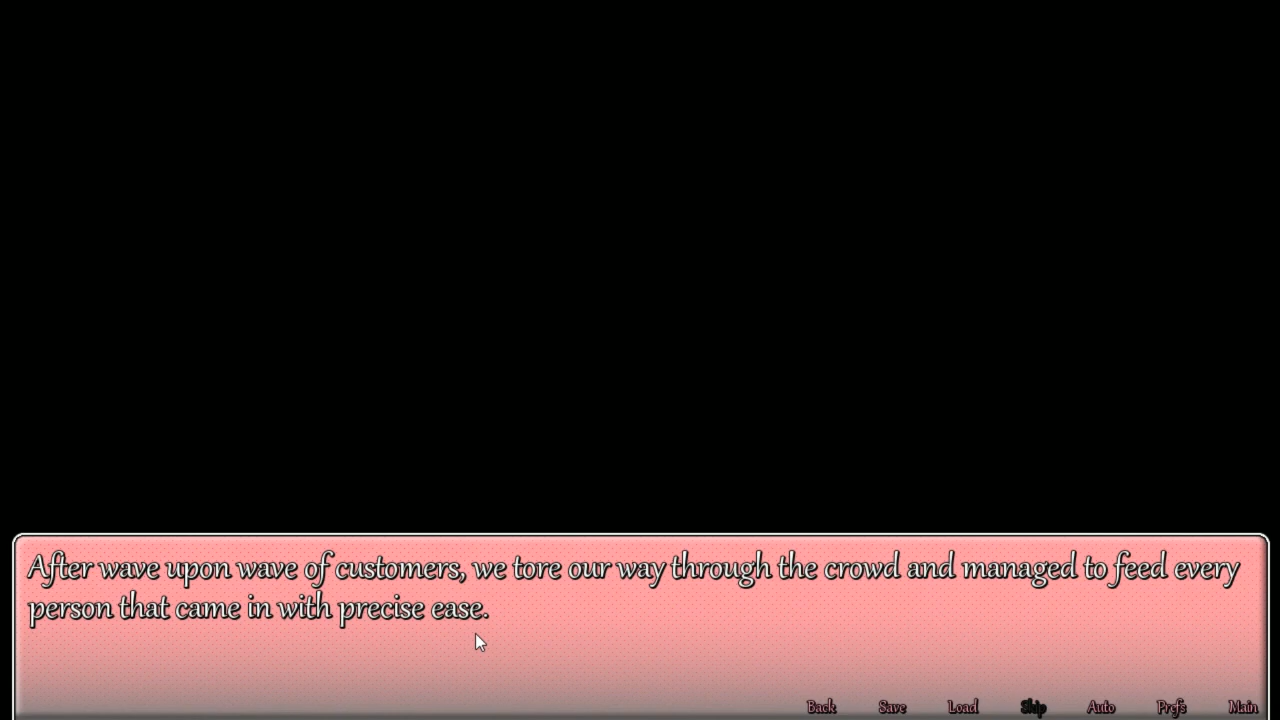 After wave upon wave of customers, we tore our way through the crowd and managed to feed every
person that came in with precise ease.
Back Save Load Skip Auto Prefs Main